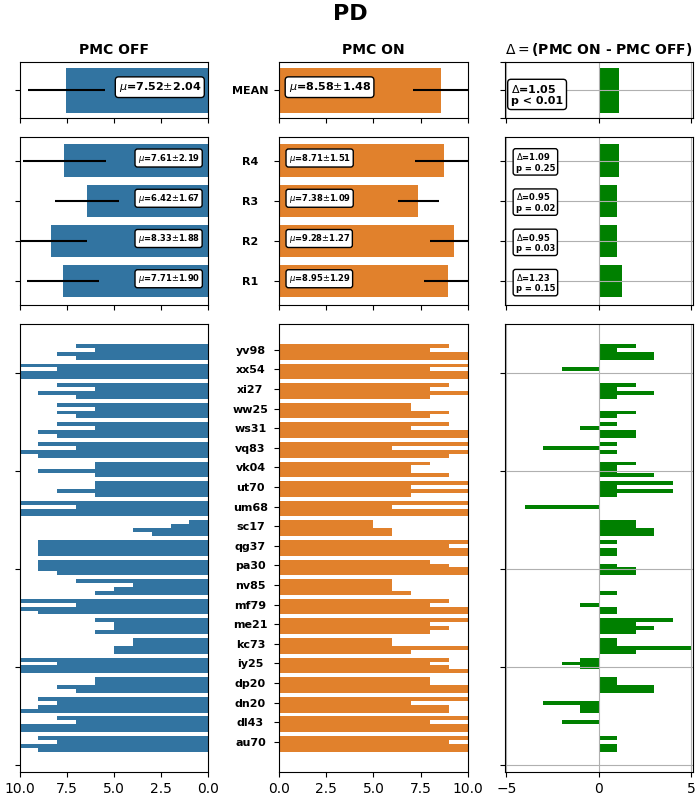 PD
PMC OFF PMC ON Δ = (PMC ON - PMC OFF)
μ=7.52±2.04 MEAN μ=8.58±1.48 Δ=1.05
p < 0.01
μ=7.61±2.19 R4 μ=8.71±1.51 Δ=1.09
p = 0.25
μ=6.42±1.67 R3 μ=7.38±1.09 Δ=0.95
p = 0.02
μ=8.33±1.88 R2 μ=9.28±1.27 Δ=0.95
p = 0.03
μ=7.71±1.90 R1 μ=8.95±1.29 Δ=1.23
p = 0.15
yv98
xx54
xi27
ww25
ws31
vq83
vk04
ut70
um68
sc17
qg37
pa30
nv85
mf79
me21
kc73
iy25
dp20
dn20
dl43
au70
10.0 7.5 5.0 2.5 0.0 0.0 2.5 5.0 7.5 10.0 −5 0 5